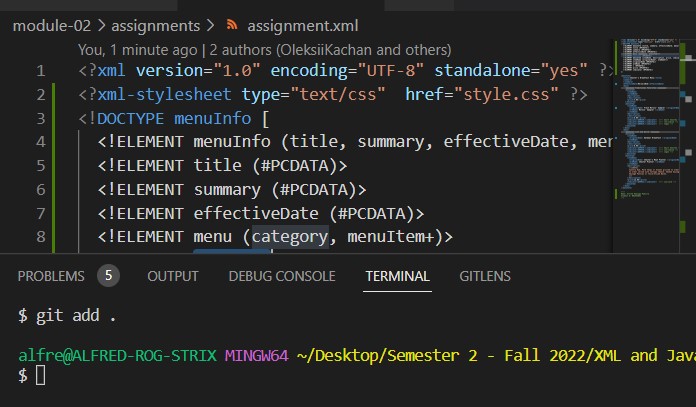 module-02 > assignments > assignment.xml
You, 1 minute ago | 2 authors (OleksiiKachan and others)
1 <?xml version="1.0" encoding="UTF-8" standalone="yes" ?>
2 <?xml-stylesheet type="text/css"  href="style.css" ?>
3 <!DOCTYPE menuInfo [
4 <!ELEMENT menuInfo (title, summary, effectiveDate, men
5 <!ELEMENT title (#PCDATA)>
6 <!ELEMENT summary (#PCDATA)>
7 <!ELEMENT effectiveDate (#PCDATA)>
8 <!ELEMENT menu (category, menuItem+)>
PROBLEMS 5 OUTPUT DEBUG CONSOLE TERMINAL GITLENS
$ git add .
alfre@ALFRED-ROG-STRIX MINGW64 ~/Desktop/Semester 2 - Fall 2022/XML and Java
$